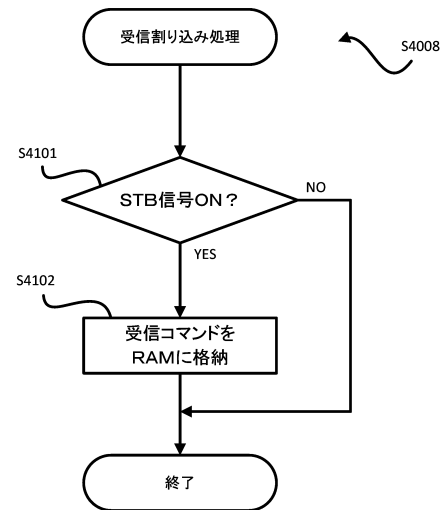 受信割り込み処理
S4008
S4101
STB信号ON?
NO
YES
S4102
受信コマンドを
RAMに格納
終了